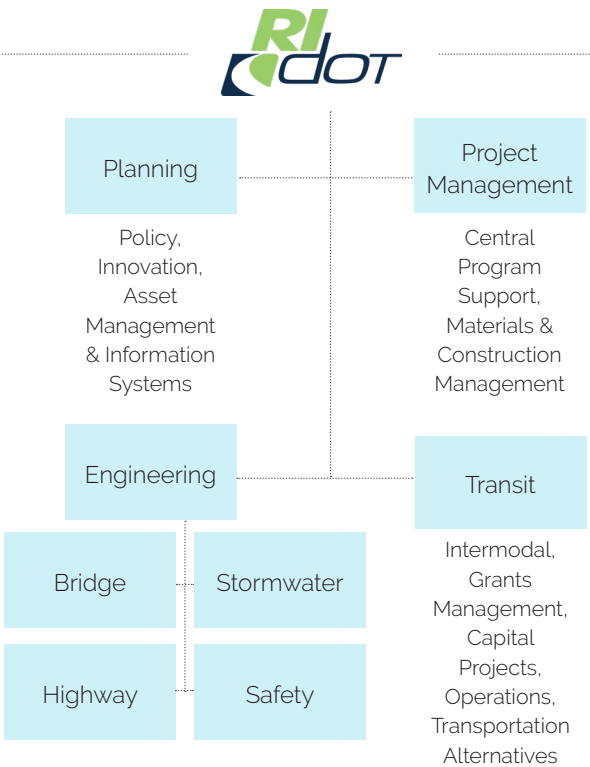 RI
DOT
Planning
Policy,
Innovation,
Asset
Management
& Information
Systems
Project
Management
Central
Program
Support,
Materials &
Construction
Management
Engineering
Bridge
Stormwater
Highway
Safety
Transit
Intermodal,
Grants
Management,
Capital
Projects,
Operations,
Transportation
Alternatives